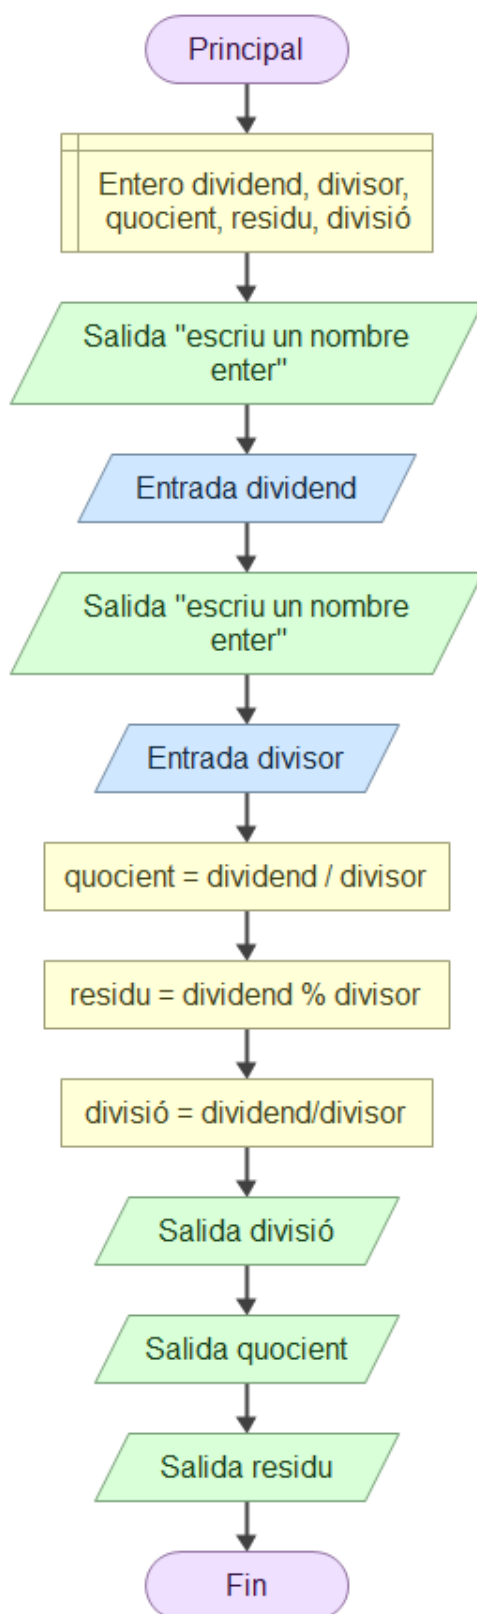 Principal
Entero dividend, divisor,
quocient, residu, divisió
Salida "escriu un nombre
enter"
Entrada dividend
Salida "escriu un nombre
enter"
Entrada divisor
quocient = dividend / divisor
residu = dividend % divisor
divisió = dividend/divisor
Salida divisió
Salida quocient
Salida residu
Fin